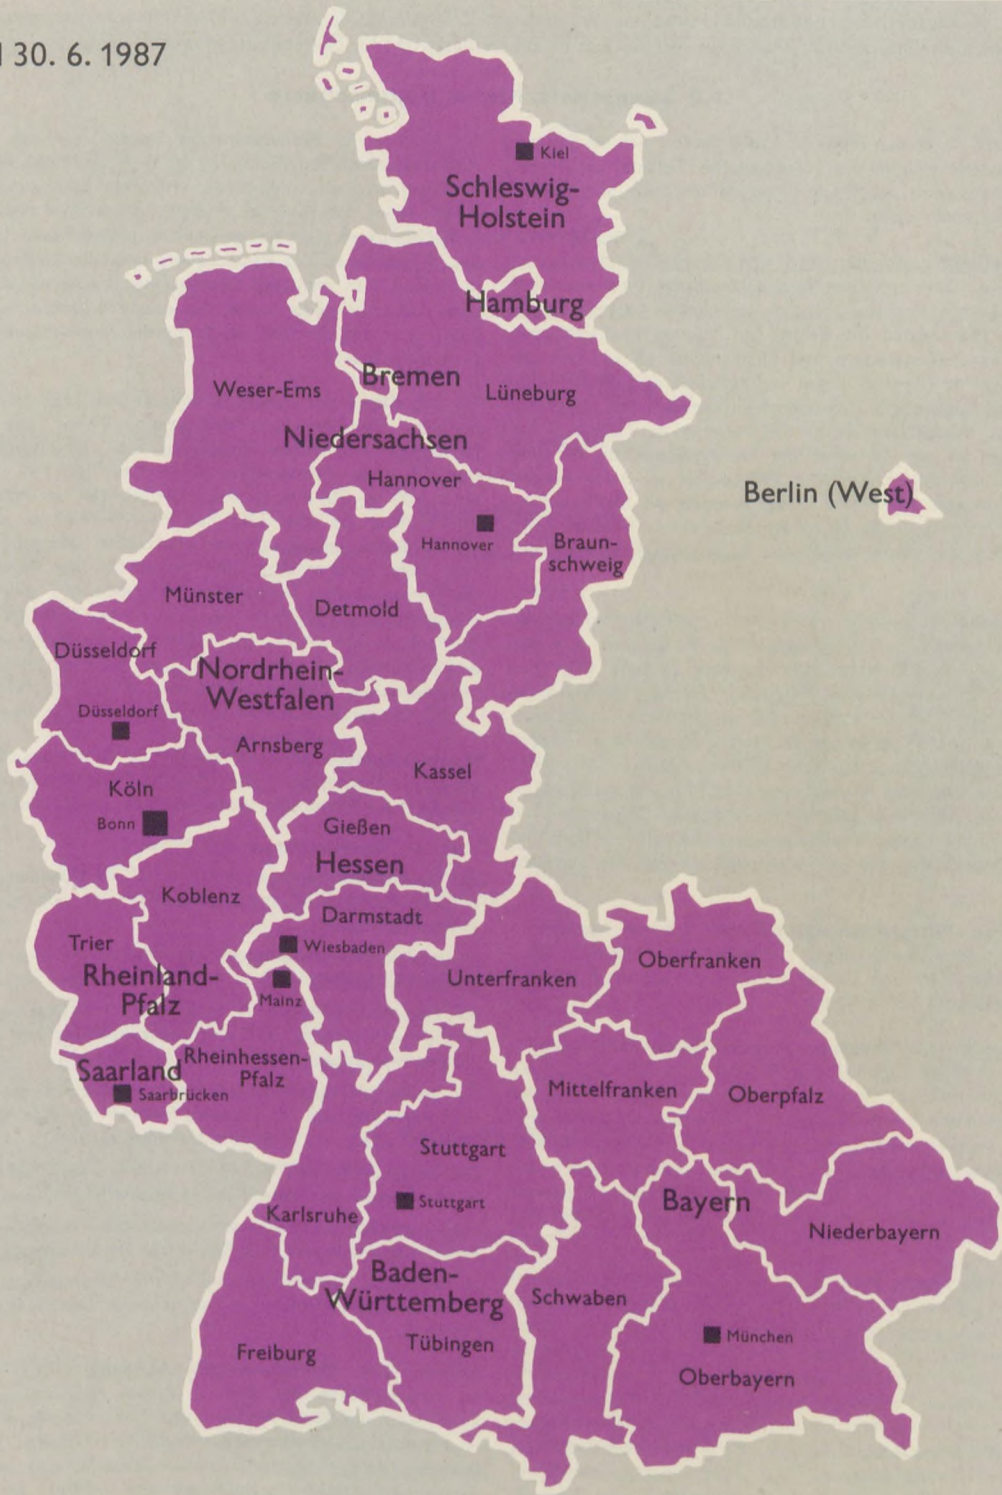 30. 6. 1987
Kiel
Schleswig-
Holstein
Hamburg
Bremen
Weser-Ems
Lüneburg
Niedersachsen
Hannover
Berlin (West)
Hannover
Braun-
schweig
Münster
Detmold
Düsseldorf
Nordrhein-
Westfalen
Düsseldorf
Arnsberg
Kassel
Köln
Bonn
Gießen
Hessen
Koblenz
Darmstadt
Trier
Wiesbaden
Oberfranken
Rheinland-
Pfalz
Unterfranken
Mainz
Rheinhessen-
Pfalz
Saarland
Saarbrücken
Mittelfranken
Oberpfalz
Stuttgart
Stuttgart
Bayern
Karlsruhe
Niederbayern
Baden-
Württemberg
Schwaben
München
Tübingen
Freiburg
Oberbayern